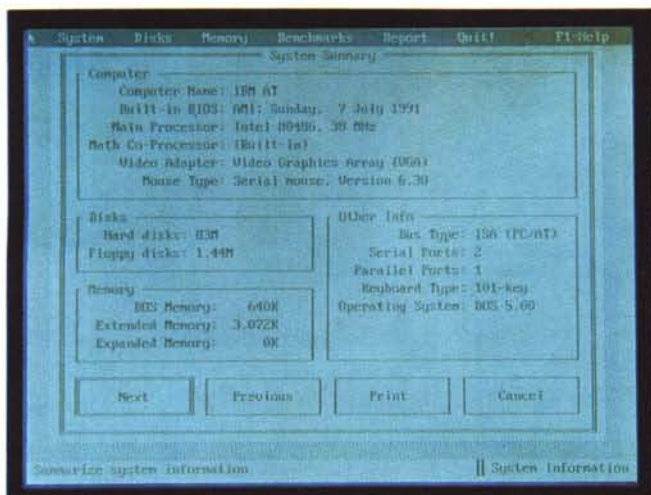 System Disks Memory Benchmarks Report Quit! F1-Help
System Summary
Computer
Computer Name: IBM AT
Built-in BIOS: AMI: Sunday, 7 July 1991
Main Processor: Intel 80486, 30 MHz
Math Co-Processor: (Built-in)
Video Adapter: Video Graphics Array (VGA)
Mouse Type: Serial mouse, Version 6.30
Disks
Hard disks: 83M
Floppy disks: 1.44M
Memory
DOS Memory: 640K
Extended Memory: 3,072K
Expanded Memory: 0K
Other Info
Bus Type: ISA (PC/AT)
Serial Ports: 2
Parallel Ports: 1
Keyboard Type: 101-key
Operating System: DOS 5.00
Next Previous Print Cancel
Summarize system information System Information